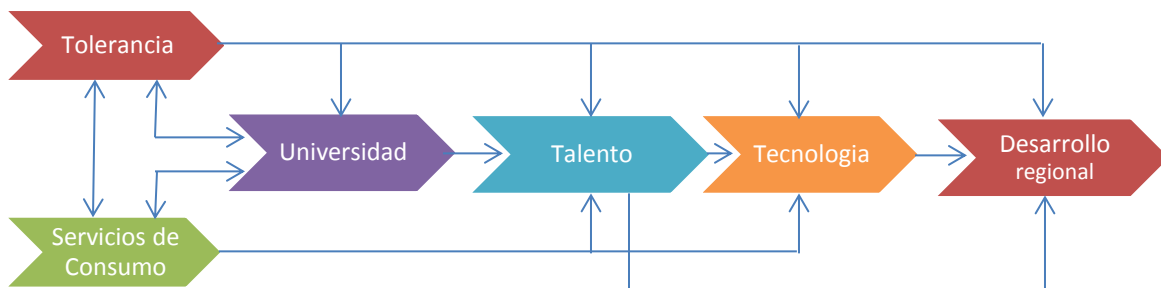 Tolerancia
Universidad
Talento
Tecnologia
Desarrollo
regional
Servicios de
Consumo